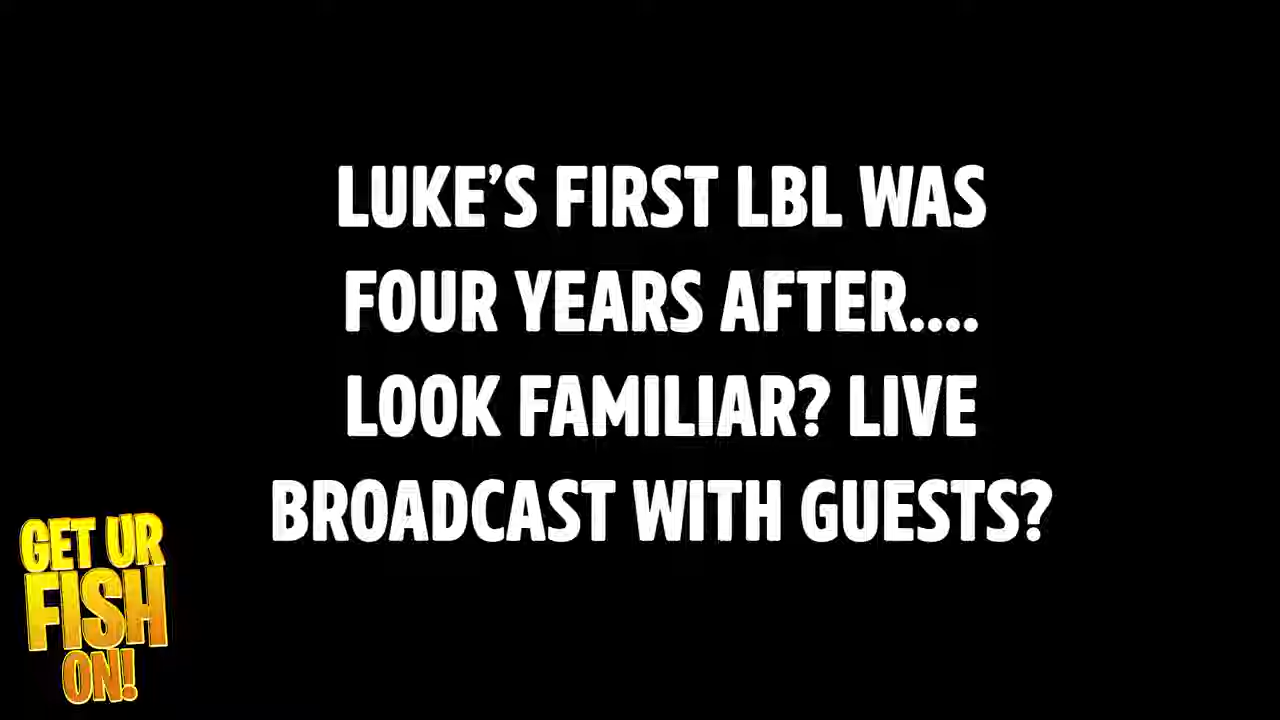 LUKE’S FIRST LBL WAS
FOUR YEARS AFTER....
LOOK FAMILIAR? LIVE
BROADCAST WITH GUESTS?
GET UR
FISH
ON!